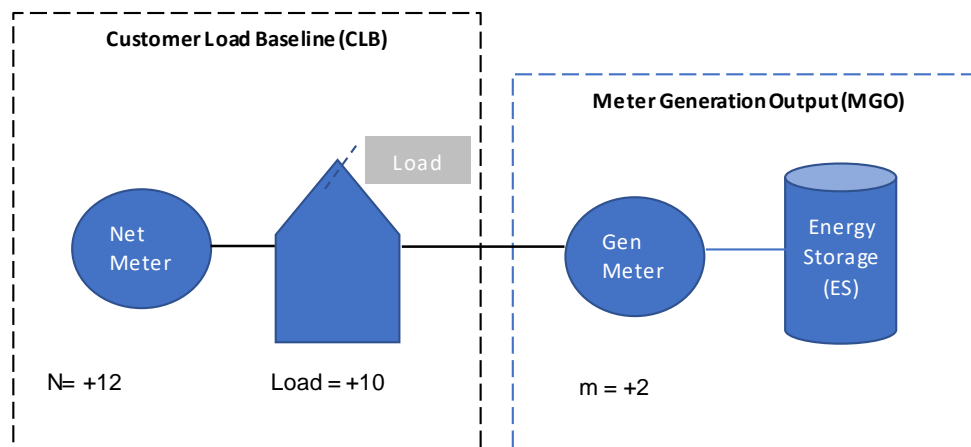 Customer Load Baseline (CLB)
Meter Generation Output (MGO)
Load
Net
Meter
Gen
Meter
Energy
Storage
(ES)
N= +12
Load = +10
m = +2